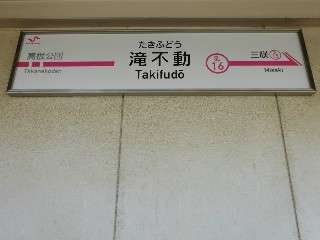 たきふどう
滝不動
Takifudō
高根公団
Takanekōdan
SL
16
三咲
Misaki